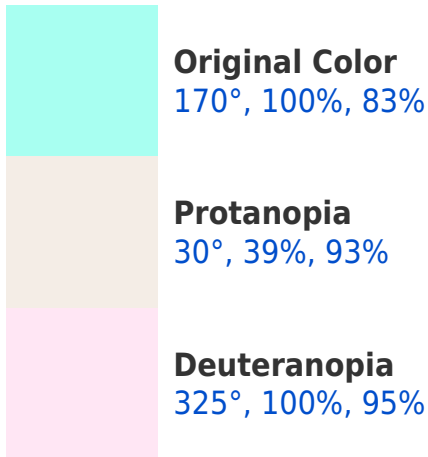 Original Color
170°, 100%, 83%
Protanopia
30°, 39%, 93%
Deuteranopia
325°, 100%, 95%